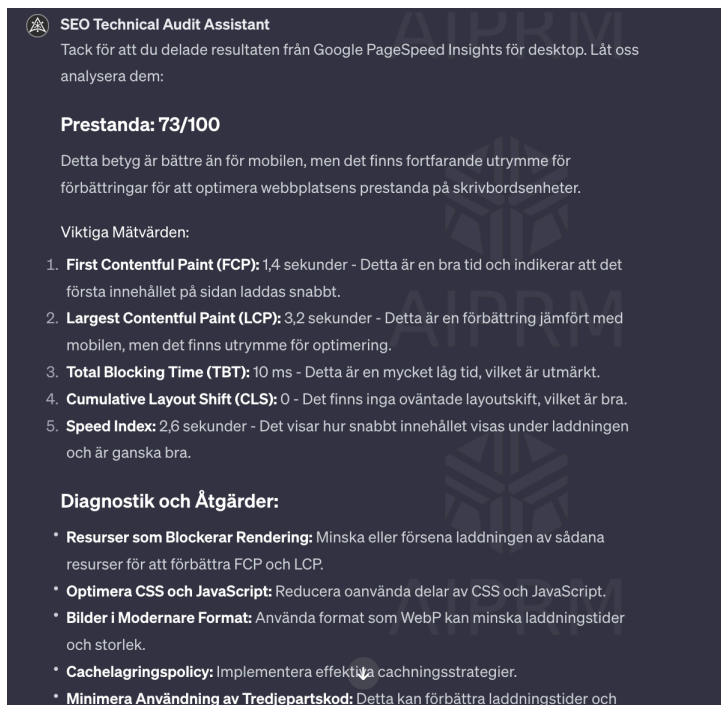 SEO Technical Audit Assistant
Tack för att du delade resultaten från Google PageSpeed Insights för desktop. Låt oss
analysera dem:
Prestanda: 73/100
Detta betyg är bättre än för mobilen, men det finns fortfarande utrymme för
förbättringar för att optimera webbplatsens prestanda på skrivbordsenheter.
Viktiga Mätvärden:
1. First Contentful Paint (FCP): 1,4 sekunder - Detta är en bra tid och indikerar att det
första innehållet på sidan laddas snabbt.
2. Largest Contentful Paint (LCP): 3,2 sekunder - Detta är en förbättring jämfört med
mobilen, men det finns utrymme för optimering.
3. Total Blocking Time (TBT): 10 ms - Detta är en mycket låg tid, vilket är utmärkt.
4. Cumulative Layout Shift (CLS): 0 - Det finns inga oväntade layoutskift, vilket är bra.
5. Speed Index: 2,6 sekunder - Det visar hur snabbt innehållet visas under laddningen
och är ganska bra.
Diagnostik och Åtgärder:
• Resurser som Blockerar Rendering: Minska eller försena laddningen av sådana
resurser för att förbättra FCP och LCP.
• Optimera CSS och JavaScript: Reducera oanvända delar av CSS och JavaScript.
• Bilder i Modernare Format: Använda format som WebP kan minska laddningstider
och storlek.
• Cachelagringspolicy: Implementera effektiva cachningsstrategier.
• Minimera Användning av Tredjepartskod: Detta kan förbättra laddningstider och
AIPRM
AIPRM
AIPRM